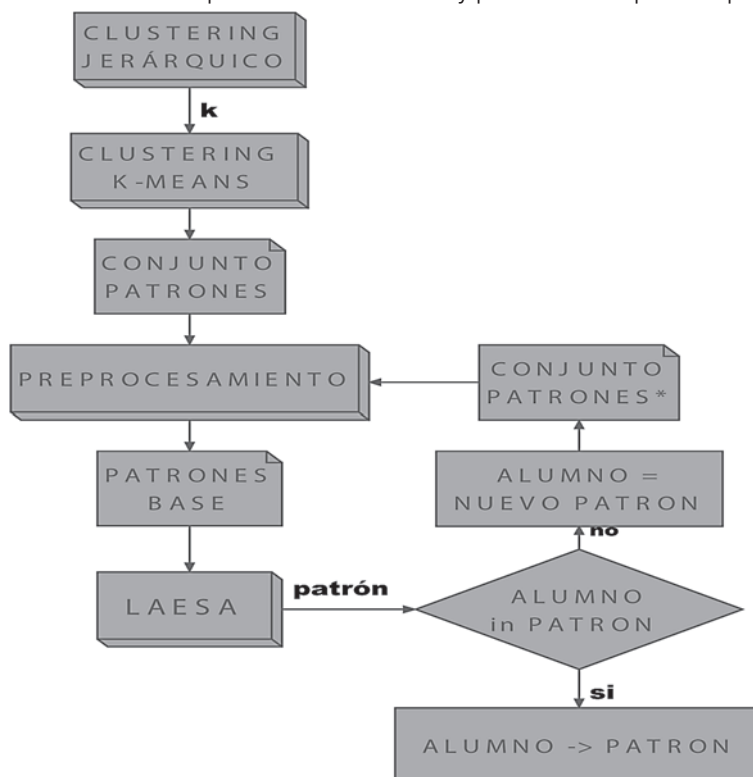 CLUSTERING
JERÁRQUICO
k
CLUSTERING
K-MEANS
CONJUNTO
PATRONES
PREPROCESAMIENTO
CONJUNTO
PATRONES*
PATRONES
BASE
ALUMNO =
NUEVO PATRON
no
LAESA
patrón
ALUMNO
in PATRON
si
ALUMNO -> PATRON